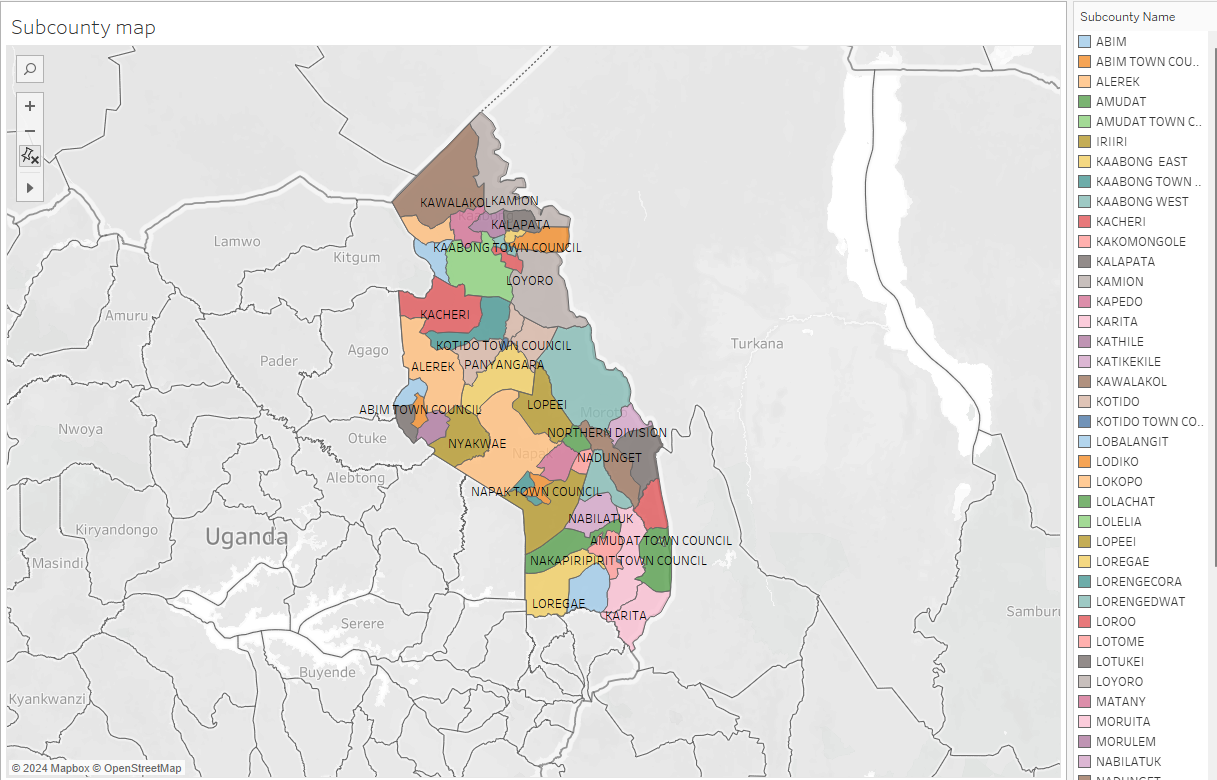 Subcounty map
Subcounty Name
ABIM
ABIM TOWN COU..
ALEREK
AMUDAT
AMUDAT TOWN C..
IRIIRI
KAABONG EAST
KAABONG TOWN ..
KAABONG WEST
KACHERI
KAKOMONGOLE
KALAPATA
KAMION
KAPEDO
KARITA
KATHILE
KATIKEKILE
KAWALAKOL
KOTIDO
KOTIDO TOWN CO..
LOBALANGIT
LODIKO
LOKOPO
LOLACHAT
LOLELIA
LOPEEI
LOREGAE
LORENGECORA
LORENGEDWAT
LOROO
LOTOME
LOTUKEI
LOYORO
MATANY
MORUITA
MORULEM
NABILATUK
NADUNGET
KAWALAKOL
KAMION
KALAPATA
Lamwo
KAABONG TOWN COUNCIL
Kitgum
LOYORO
Amuru
KACHERI
Turkana
KOTIDO TOWN COUNCIL
Agago
Pader
ALEREK
PANYANGARA
LOPEEI
ABIM TOWN COUNCIL
Moroto
Nwoya
NORTHERN DIVISION
Otuke
NYAKWAE
Napak
NADUNGET
Alebtong
NAPAK TOWN COUNCIL
NABILATUK
Kiryandongo
Uganda
AMUDAT TOWN COUNCIL
Masindi
NAKAPIRIPIRIT TOWN COUNCIL
LOREGAE
Samburu
KARITA
Serere
Buyende
Kyankwanzi
© 2024 Mapbox © OpenStreetMap